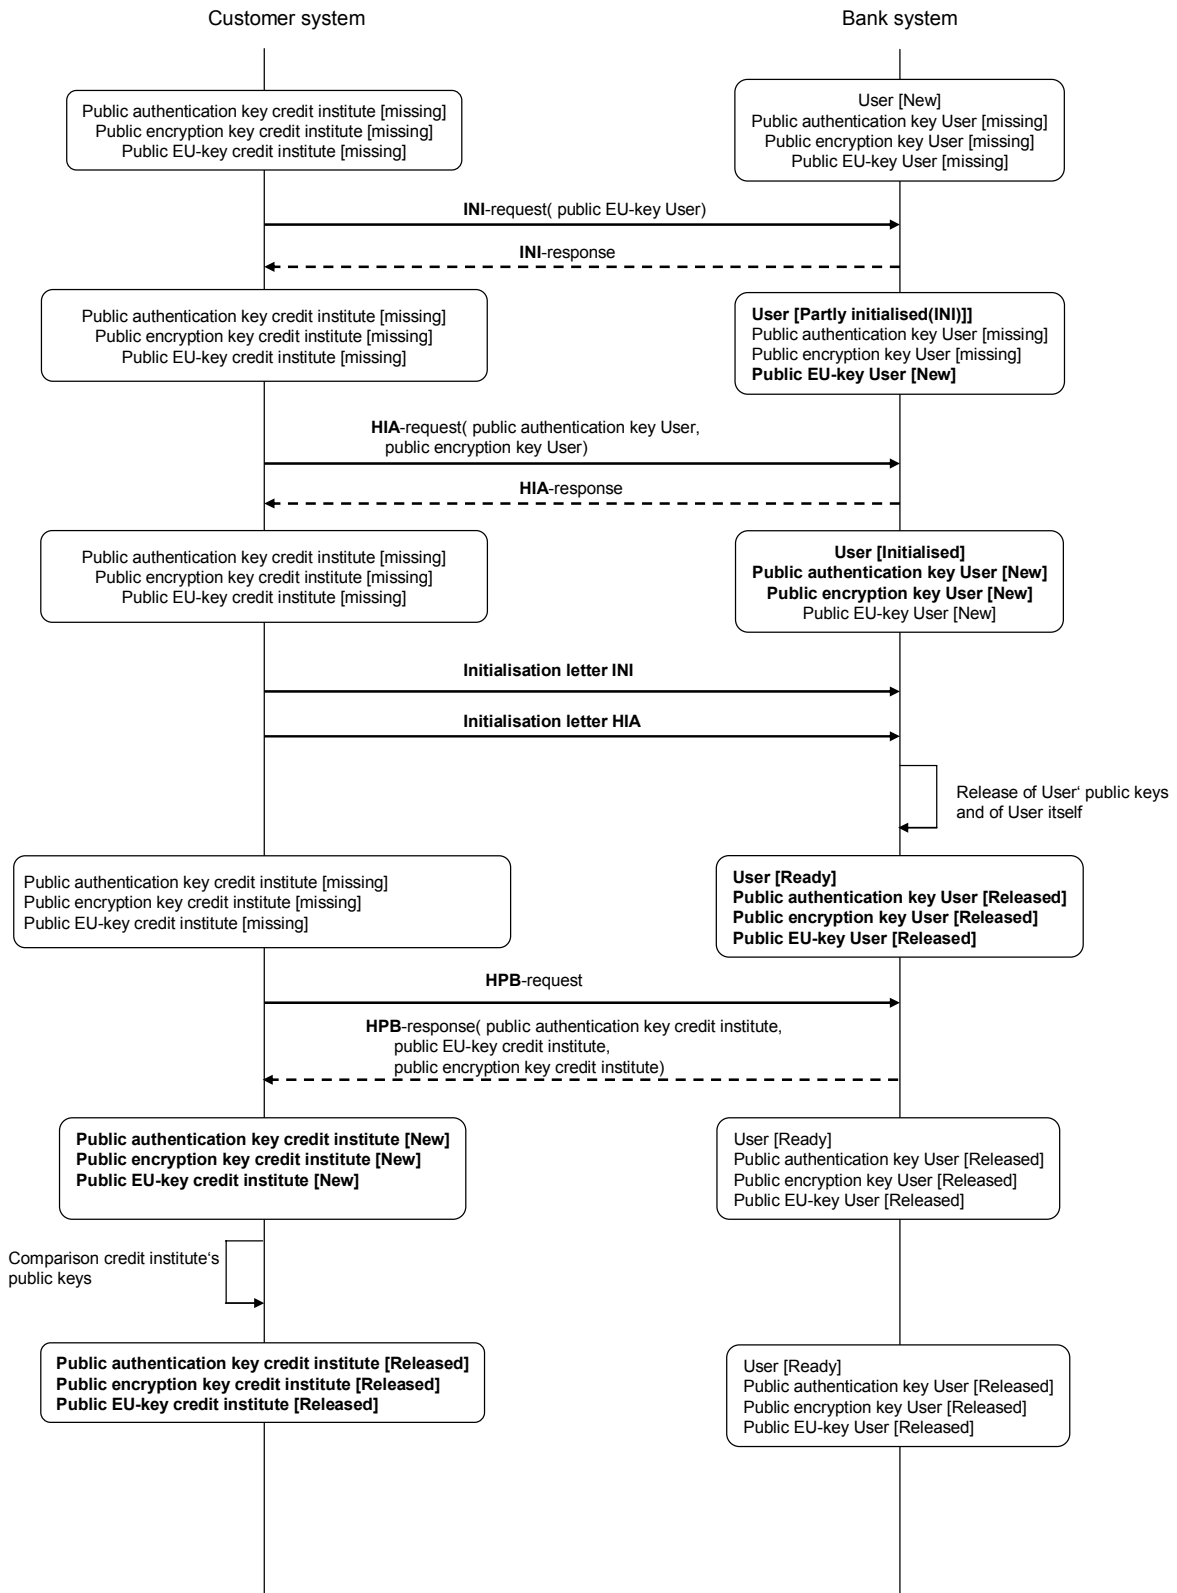 Customer system
Bank system
Public authentication key credit institute [missing]
Public encryption key credit institute [missing]
Public EU-key credit institute [missing]
User [New]
Public authentication key User [missing]
Public encryption key User [missing]
Public EU-key User [missing]
INI-request( public EU-key User)
INI-response
Public authentication key credit institute [missing]
Public encryption key credit institute [missing]
Public EU-key credit institute [missing]
User [Partly initialised(INI)]]
Public authentication key User [missing]
Public encryption key User [missing]
Public EU-key User [New]
HIA-request( public authentication key User,
public encryption key User)
HIA-response
Public authentication key credit institute [missing]
Public encryption key credit institute [missing]
Public EU-key credit institute [missing]
User [Initialised]
Public authentication key User [New]
Public encryption key User [New]
Public EU-key User [New]
Initialisation letter INI
Initialisation letter HIA
Release of User‘ public keys
and of User itself
Public authentication key credit institute [missing]
Public encryption key credit institute [missing]
Public EU-key credit institute [missing]
User [Ready]
Public authentication key User [Released]
Public encryption key User [Released]
Public EU-key User [Released]
HPB-request
HPB-response( public authentication key credit institute,
public EU-key credit institute,
public encryption key credit institute)
Public authentication key credit institute [New]
Public encryption key credit institute [New]
Public EU-key credit institute [New]
User [Ready]
Public authentication key User [Released]
Public encryption key User [Released]
Public EU-key User [Released]
Comparison credit institute‘s
public keys
Public authentication key credit institute [Released]
Public encryption key credit institute [Released]
Public EU-key credit institute [Released]
User [Ready]
Public authentication key User [Released]
Public encryption key User [Released]
Public EU-key User [Released]